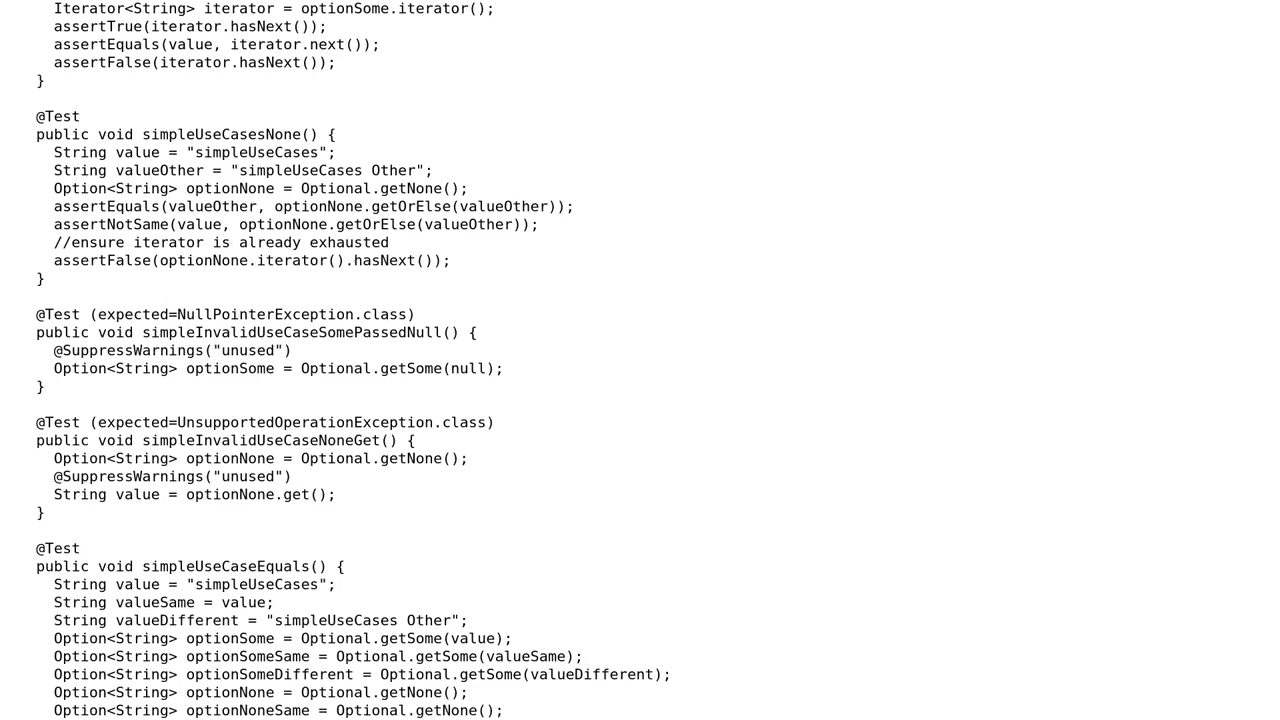 Iterator<String> iterator = optionSome.iterator();
assertTrue(iterator.hasNext());
assertEquals(value, iterator.next());
assertFalse(iterator.hasNext());
}
@Test
public void simpleUseCasesNone() {
String value = "simpleUseCases";
String valueOther = "simpleUseCases Other";
Option<String> optionNone = Optional.getNone();
assertEquals(valueOther, optionNone.getOrElse(valueOther));
assertNotSame(value, optionNone.getOrElse(valueOther));
//ensure iterator is already exhausted
assertFalse(optionNone.iterator().hasNext());
}
@Test (expected=NullPointerException.class)
public void simpleInvalidUseCaseSomePassedNull() {
@SuppressWarnings("unused")
Option<String> optionSome = Optional.getSome(null);
}
@Test (expected=UnsupportedOperationException.class)
public void simpleInvalidUseCaseNoneGet() {
Option<String> optionNone = Optional.getNone();
@SuppressWarnings("unused")
String value = optionNone.get();
}
@Test
public void simpleUseCaseEquals() {
String value = "simpleUseCases";
String valueSame = value;
String valueDifferent = "simpleUseCases Other";
Option<String> optionSome = Optional.getSome(value);
Option<String> optionSomeSame = Optional.getSome(valueSame);
Option<String> optionSomeDifferent = Optional.getSome(valueDifferent);
Option<String> optionNone = Optional.getNone();
Option<String> optionNoneSame = Optional.getNone();